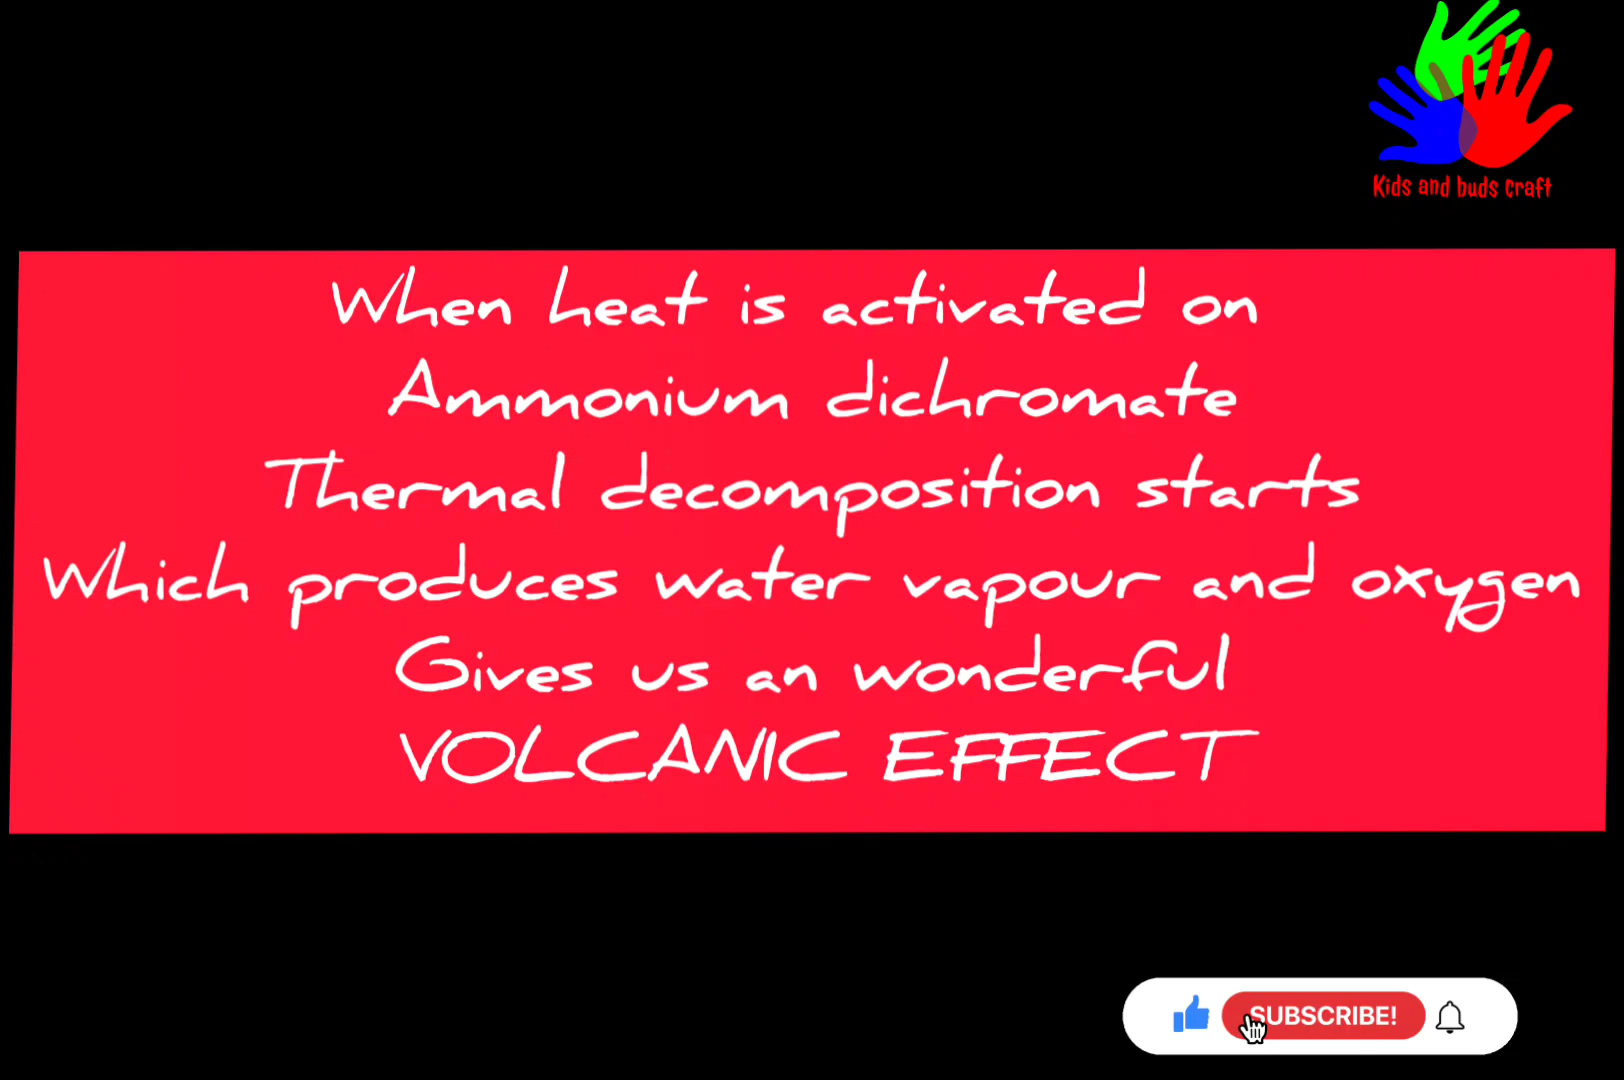 Kids and buds craft
When heat is activated on
Ammonium dichromate
Thermal decomposition starts
Which produces water vapour and oxygen
Gives us an wonderful
VOLCANIC EFFECT
SUBSCRIBE!